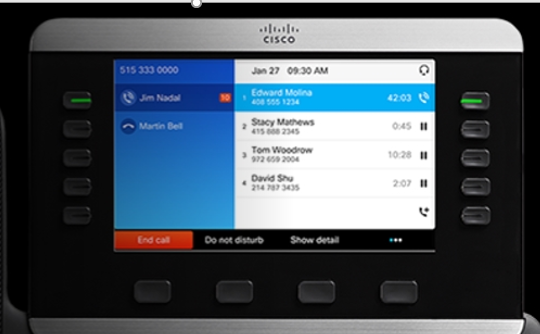 CISCO
515 333 0000
Jan 27 09:30 AM
Jim Nadal
10
Martin Bell
1 Edward Molina
408 555 1234
42:03
2 Stacy Mathews
415 888 2345
0:45
3 Tom Woodrow
972 659 2004
10:28
4 David Shu
214 787 3435
2:07
End call
Do not disturb
Show detail